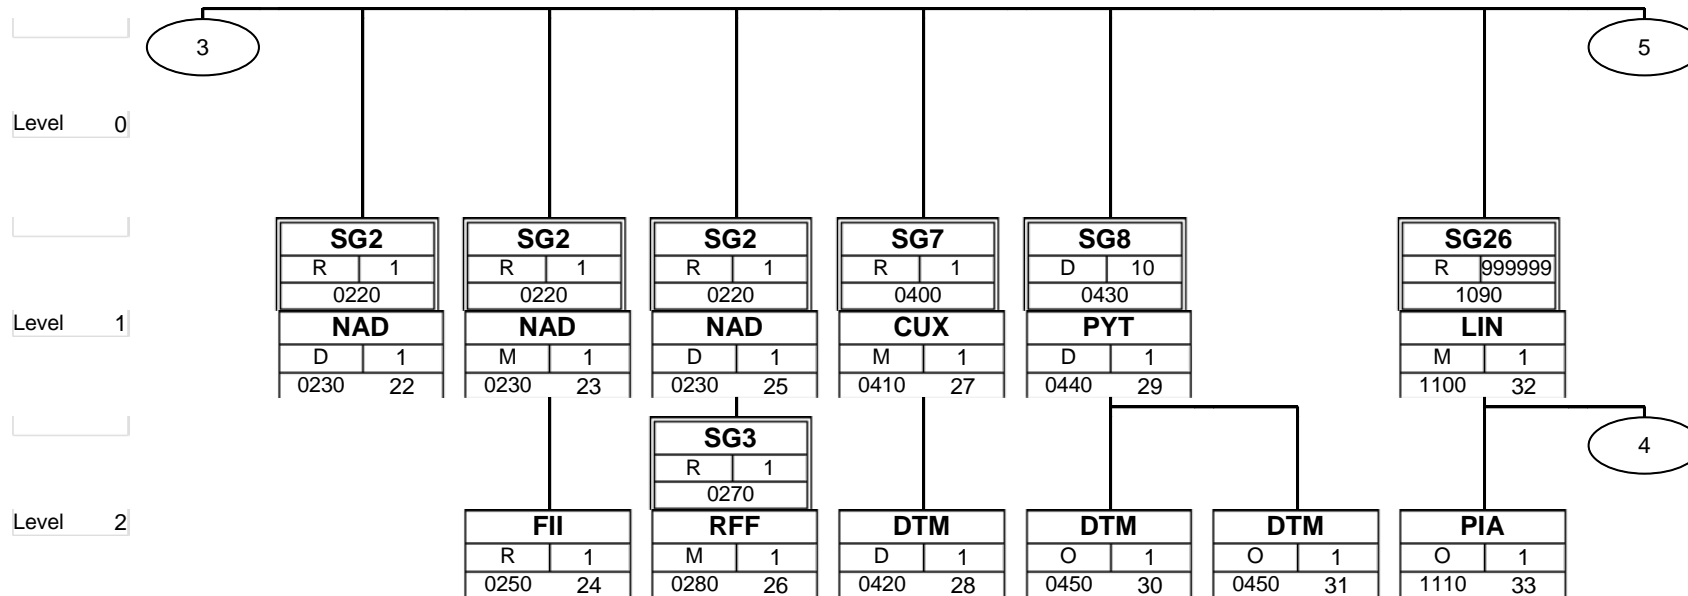 3 5
Level 0
SG2 SG2 SG2 SG7 SG8 SG26
R 1 R 1 R 1 R 1 D 10 R 999999
0220 0220 0220 0400 0430 1090
Level 1 NAD NAD NAD CUX PYT LIN
D 1 M 1 D 1 M 1 D 1 M 1
0230 22 0230 23 0230 25 0410 27 0440 29 1100 32
SG3 4
R 1
0270
Level 2 FII RFF DTM DTM DTM PIA
R 1 M 1 D 1 O 1 O 1 O 1
0250 24 0280 26 0420 28 0450 30 0450 31 1110 33